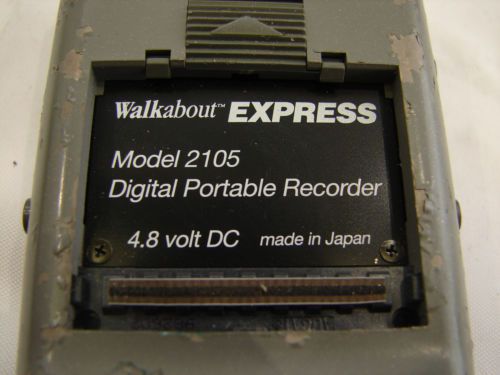 Walkabout™ EXPRESS
Model 2105
Digital Portable Recorder
4.8 volt DC made in Japan